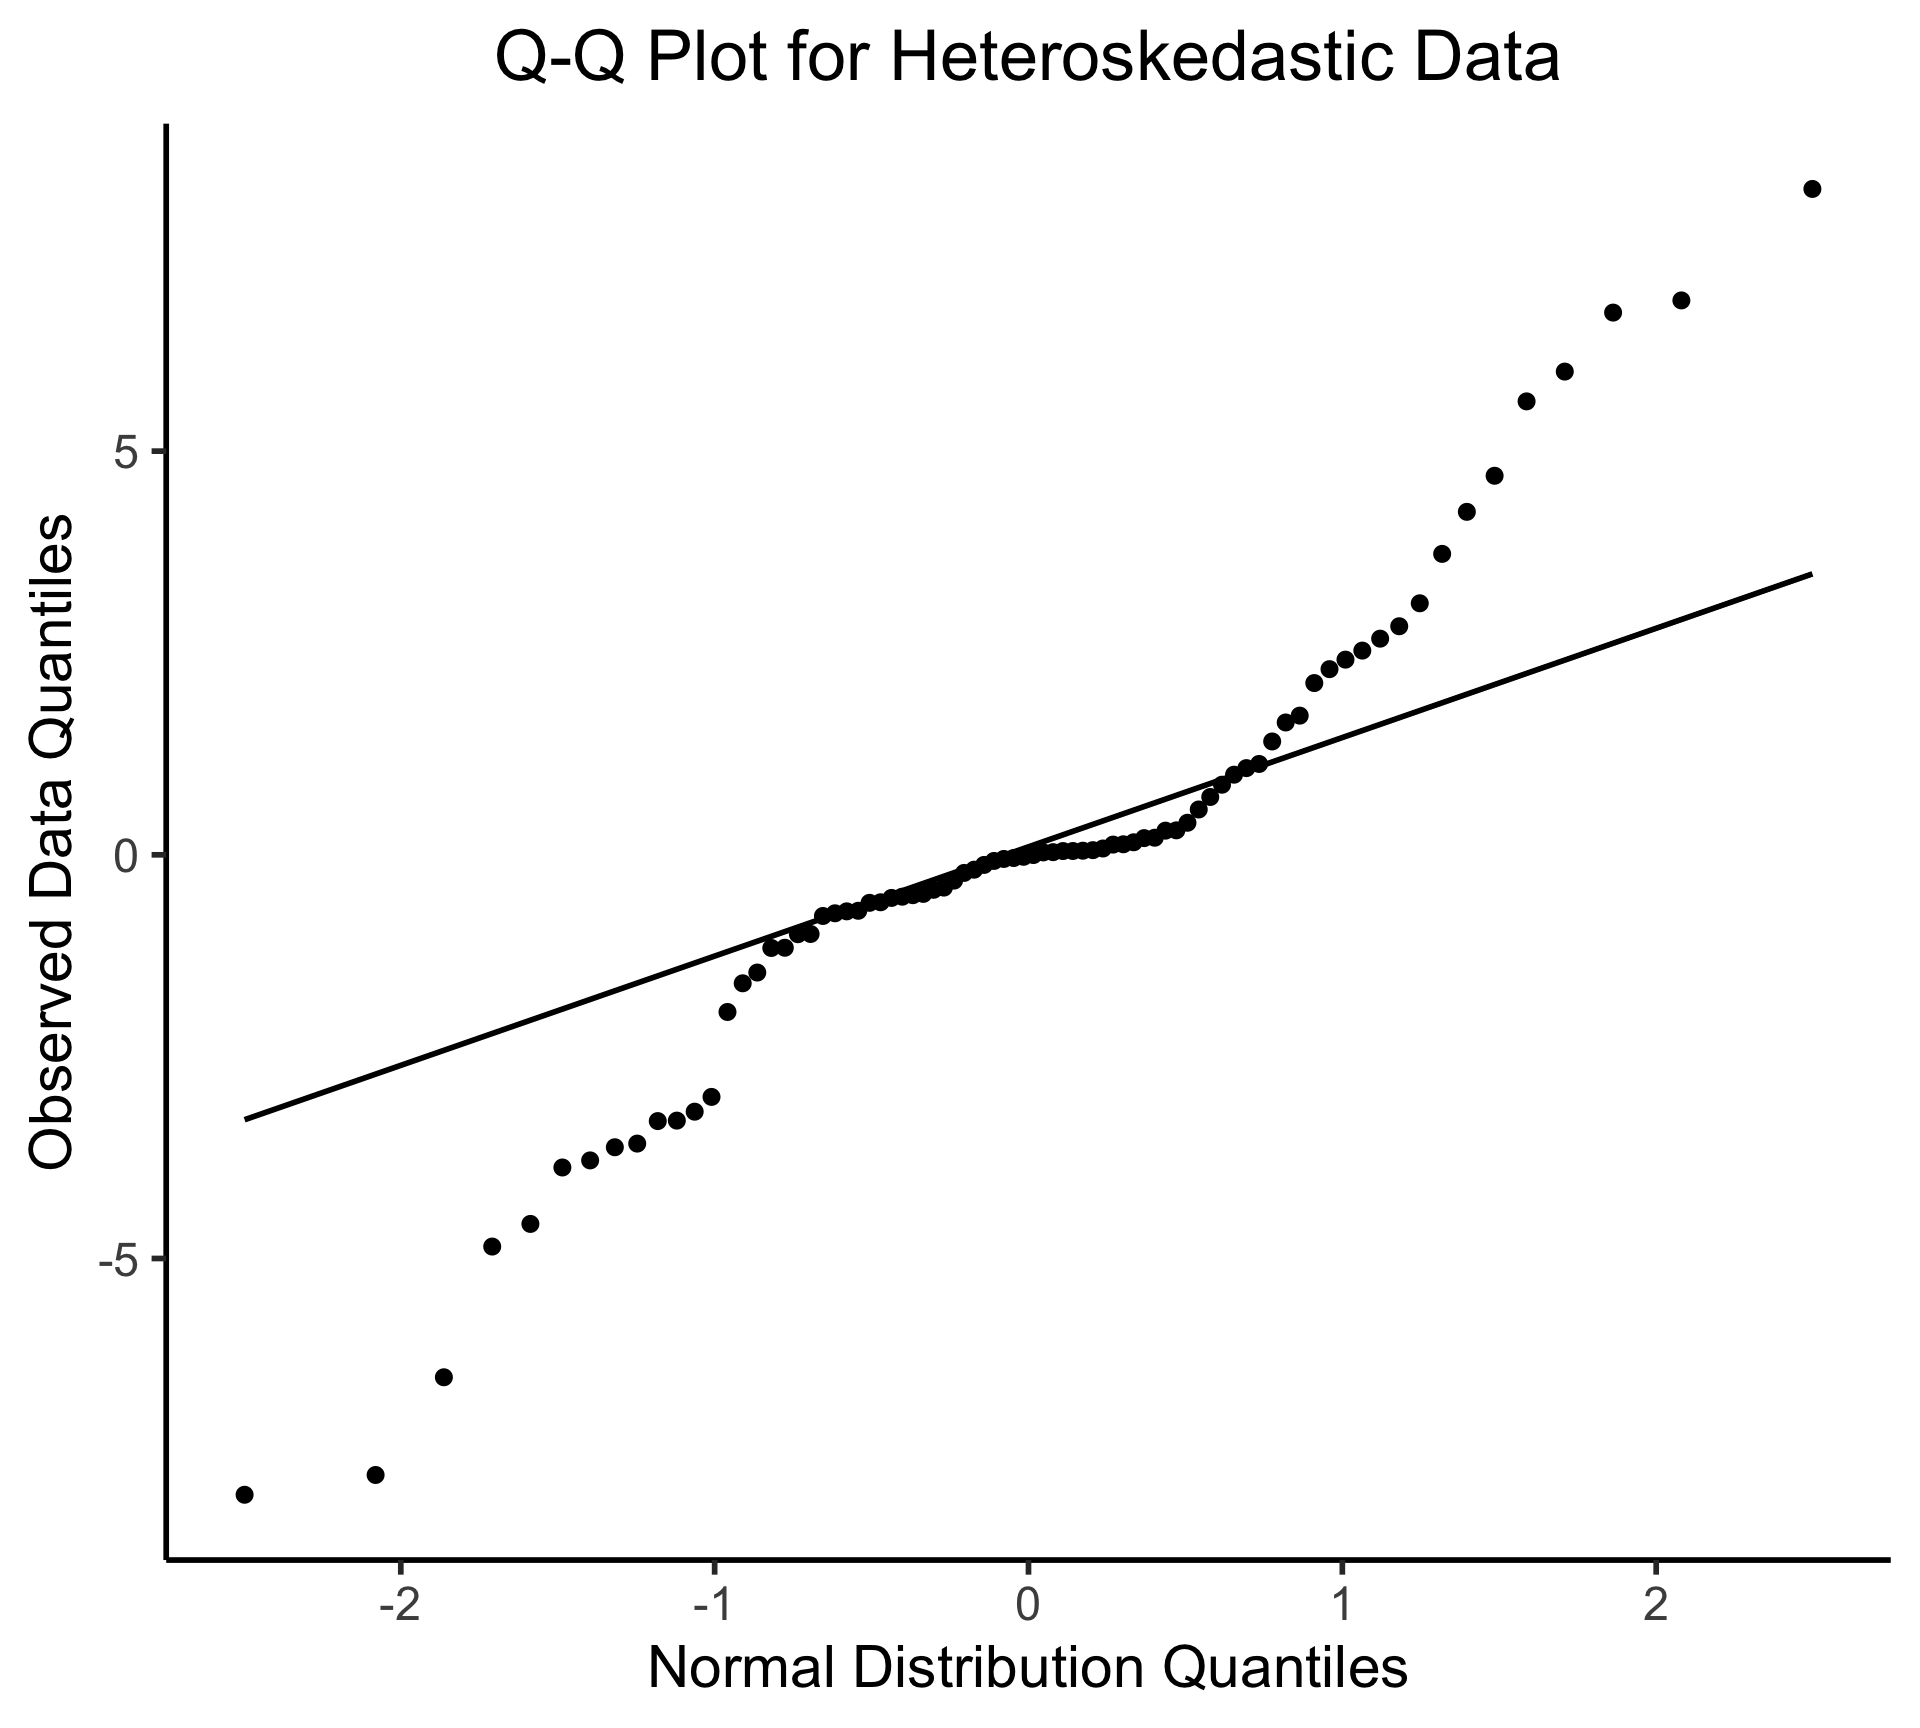 Q-Q Plot for Heteroskedastic Data
Observed Data Quantiles
5
0
-5
-2
-1
0
1
2
Normal Distribution Quantiles